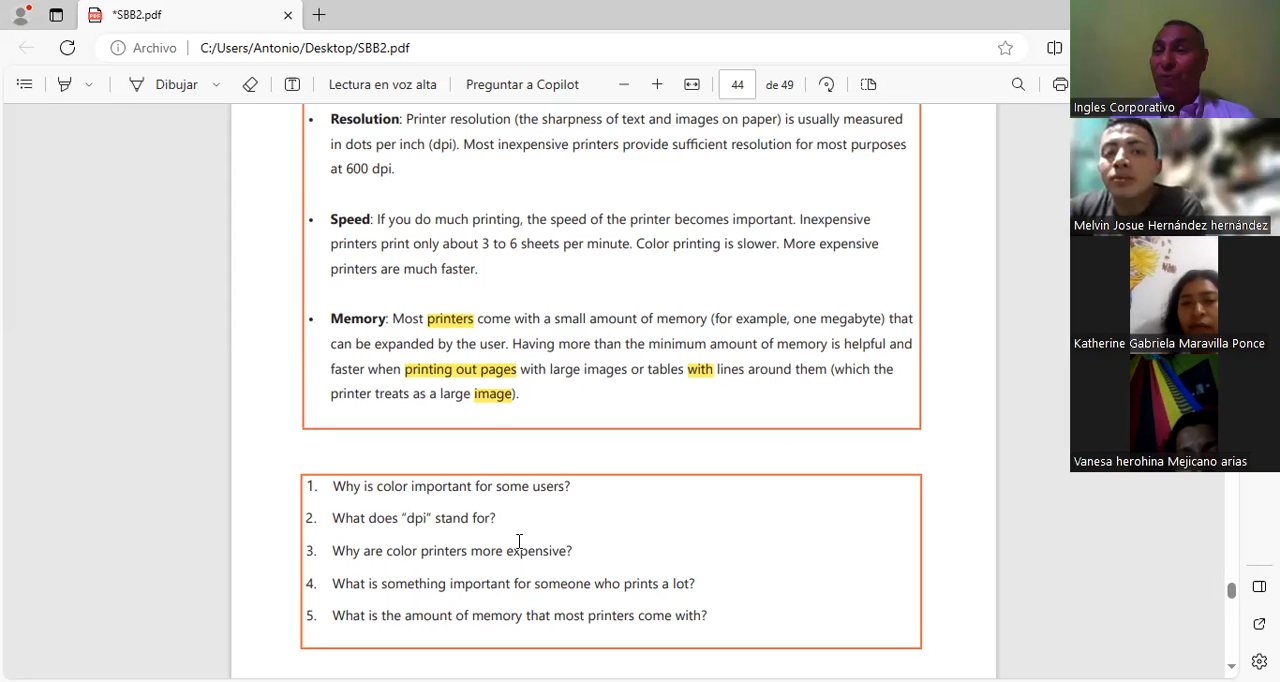 *SBB2.pdf
Archivo
C:/Users/Antonio/Desktop/SBB2.pdf
Dibujar
Lectura en voz alta
Preguntar a Copilot
44
de 49
• Resolution: Printer resolution (the sharpness of text and images on paper) is usually measured
in dots per inch (dpi). Most inexpensive printers provide sufficient resolution for most purposes
at 600 dpi.
• Speed: If you do much printing, the speed of the printer becomes important. Inexpensive
printers print only about 3 to 6 sheets per minute. Color printing is slower. More expensive
printers are much faster.
• Memory: Most printers come with a small amount of memory (for example, one megabyte) that
can be expanded by the user. Having more than the minimum amount of memory is helpful and
faster when printing out pages with large images or tables with lines around them (which the
printer treats as a large image).
1. Why is color important for some users?
2. What does "dpi" stand for?
3. Why are color printers more expensive?
4. What is something important for someone who prints a lot?
5. What is the amount of memory that most printers come with?
Ingles Corporativo
Melvin Josue Hernández hernández
Katherine Gabriela Maravilla Ponce
Vanesa herohina Mejicano arias